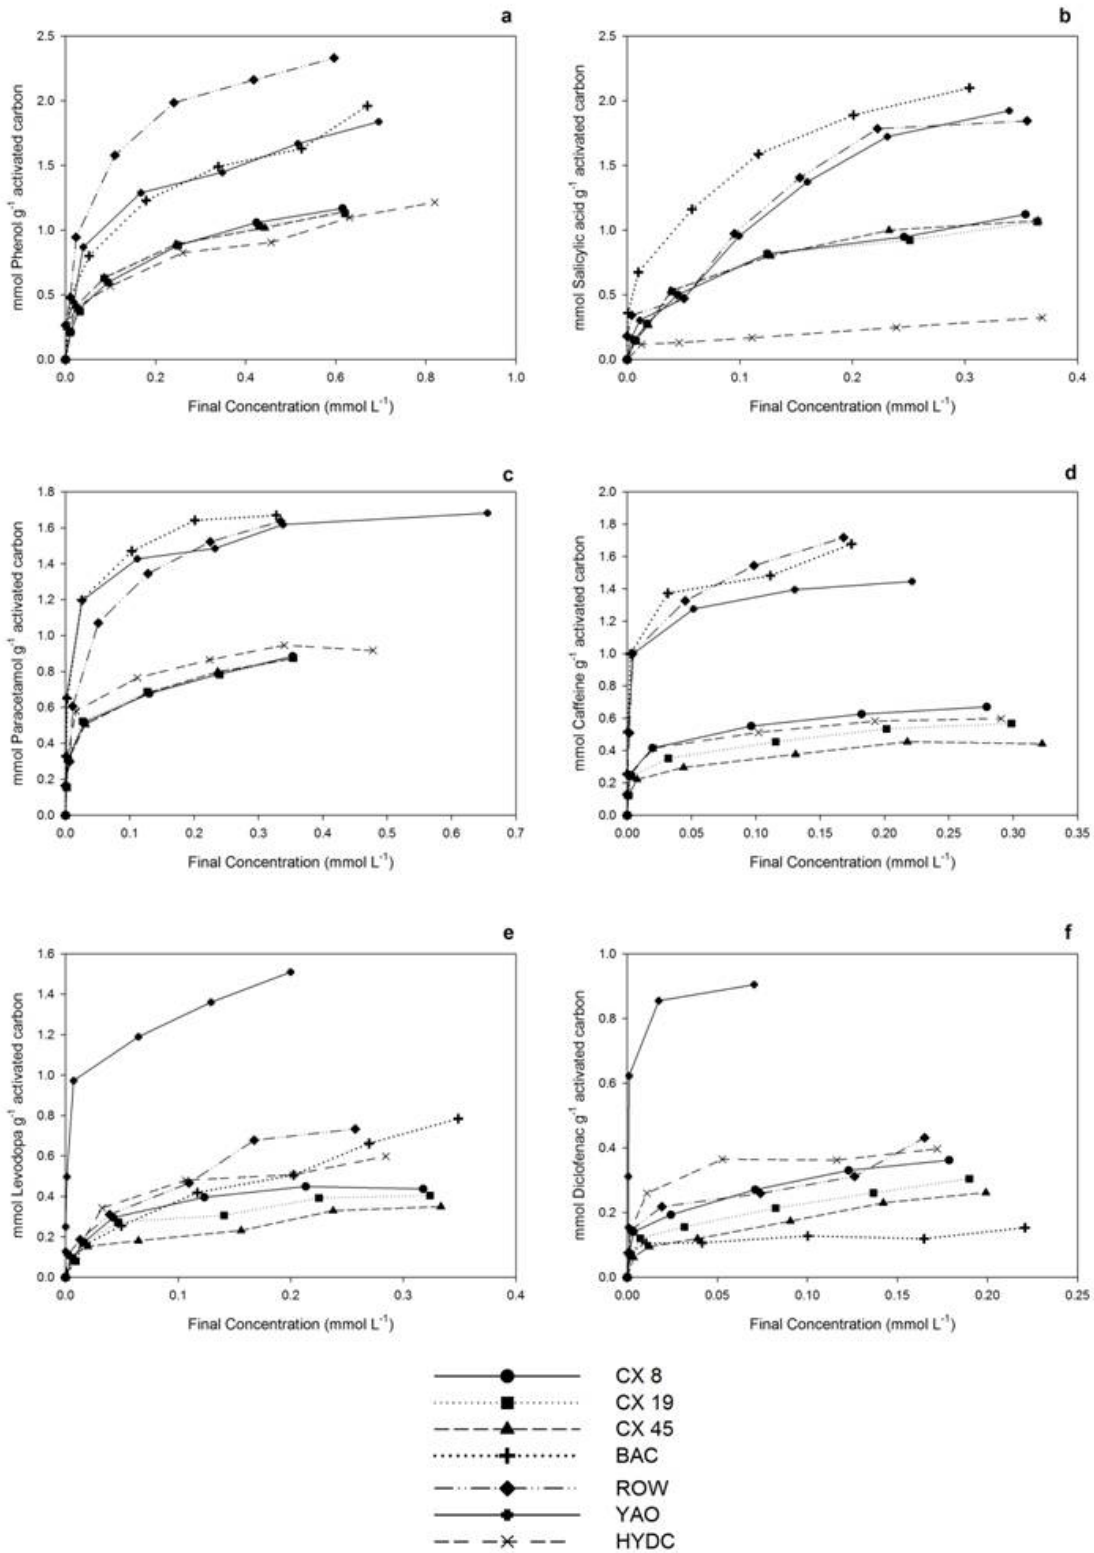 a
2.5
2.0
1.5
1.0
0.5
0.0
mmol Phenol g⁻¹ activated carbon
0.0 0.2 0.4 0.6 0.8 1.0
Final Concentration (mmol L⁻¹)
b
2.5
2.0
1.5
1.0
0.5
0.0
mmol Salicylic acid g⁻¹ activated carbon
0.0 0.1 0.2 0.3 0.4
Final Concentration (mmol L⁻¹)
c
1.8
1.6
1.4
1.2
1.0
0.8
0.6
0.4
0.2
0.0
mmol Paracetamol g⁻¹ activated carbon
0.0 0.1 0.2 0.3 0.4 0.5 0.6 0.7
Final Concentration (mmol L⁻¹)
d
2.0
1.8
1.6
1.4
1.2
1.0
0.8
0.6
0.4
0.2
0.0
mmol Caffeine g⁻¹ activated carbon
0.00 0.05 0.10 0.15 0.20 0.25 0.30 0.35
Final Concentration (mmol L⁻¹)
e
1.6
1.4
1.2
1.0
0.8
0.6
0.4
0.2
0.0
mmol Levodopa g⁻¹ activated carbon
0.0 0.1 0.2 0.3 0.4
Final Concentration (mmol L⁻¹)
f
1.0
0.8
0.6
0.4
0.2
0.0
mmol Diclofenac g⁻¹ activated carbon
0.00 0.05 0.10 0.15 0.20 0.25
Final Concentration (mmol L⁻¹)
CX 8
CX 19
CX 45
BAC
ROW
YAO
HYDC